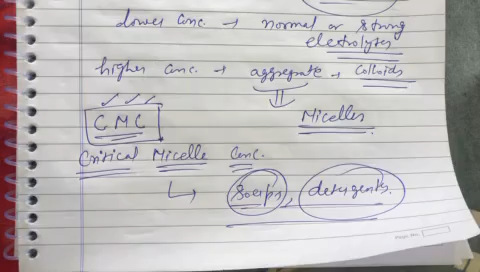 Lower Conc. → normal or strong
electrolytes
higher Conc. → aggregate → Colloids
⇓
Micelles
CMC
Critical Micelle Conc.
↳ Soaps, detergents.